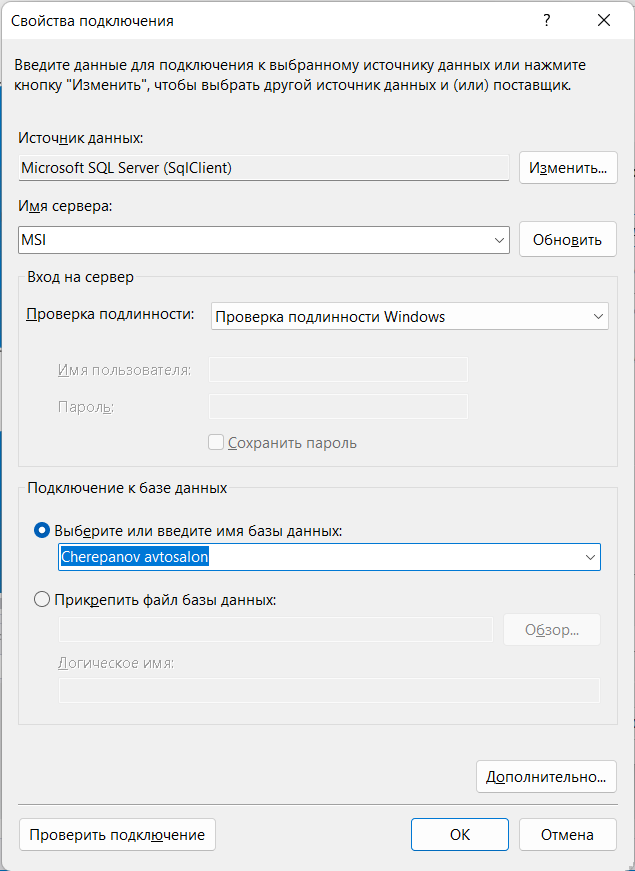 Свойства подключения
?
Введите данные для подключения к выбранному источнику данных или нажмите
кнопку "Изменить", чтобы выбрать другой источник данных и (или) поставщик.
Источник данных:
Microsoft SQL Server (SqlClient)
Изменить...
Имя сервера:
MSI
Обновить
Вход на сервер
Проверка подлинности:
Проверка подлинности Windows
Имя пользователя:
Пароль:
Сохранить пароль
Подключение к базе данных
Выберите или введите имя базы данных:
Cherepanov avtosalon
Прикрепить файл базы данных:
Обзор...
Логическое имя:
Дополнительно...
Проверить подключение
ОК
Отмена